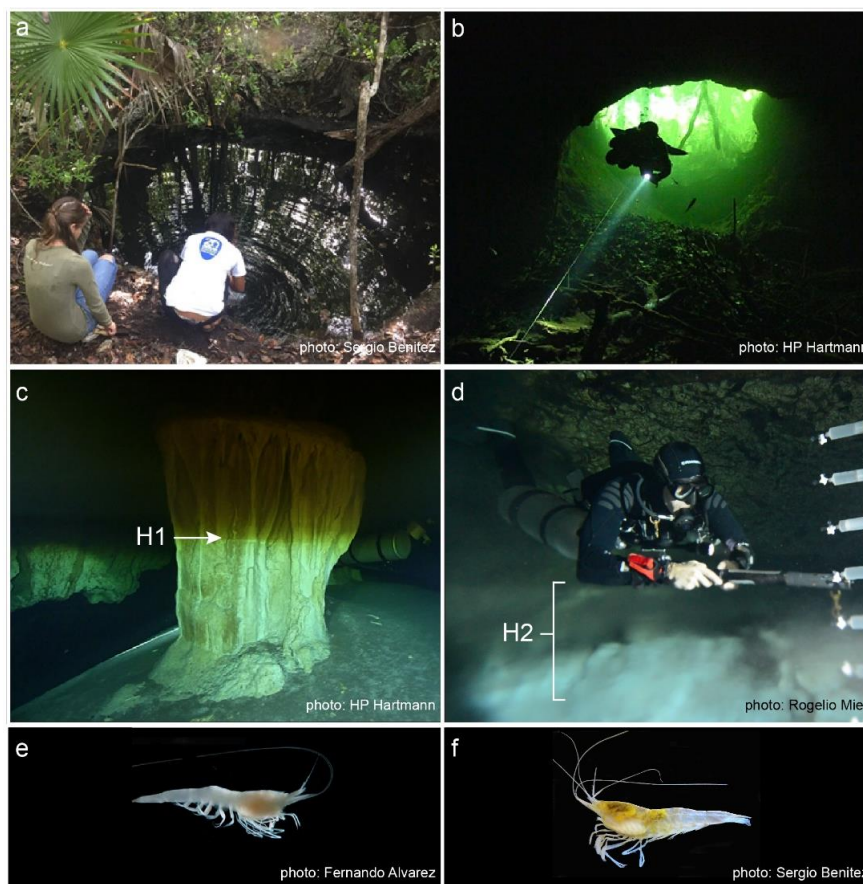 a
photo: Sergio Benitez
b
photo: HP Hartmann
c
H1
photo: HP Hartmann
d
H2
photo: Rogelio Mier
e
photo: Fernando Alvarez
f
photo: Sergio Benitez